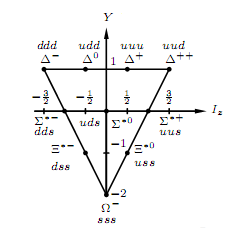 Y
ddd udd uuu uud
Δ⁻ Δ⁰ Δ⁺ Δ⁺⁺
1
−3/2 −1/2 1/2 3/2 I_z
Σ*⁻ uds Σ*⁰ Σ*⁺
dds uus
Ξ*⁻ −1 Ξ*⁰
dss uss
−2
Ω⁻
sss